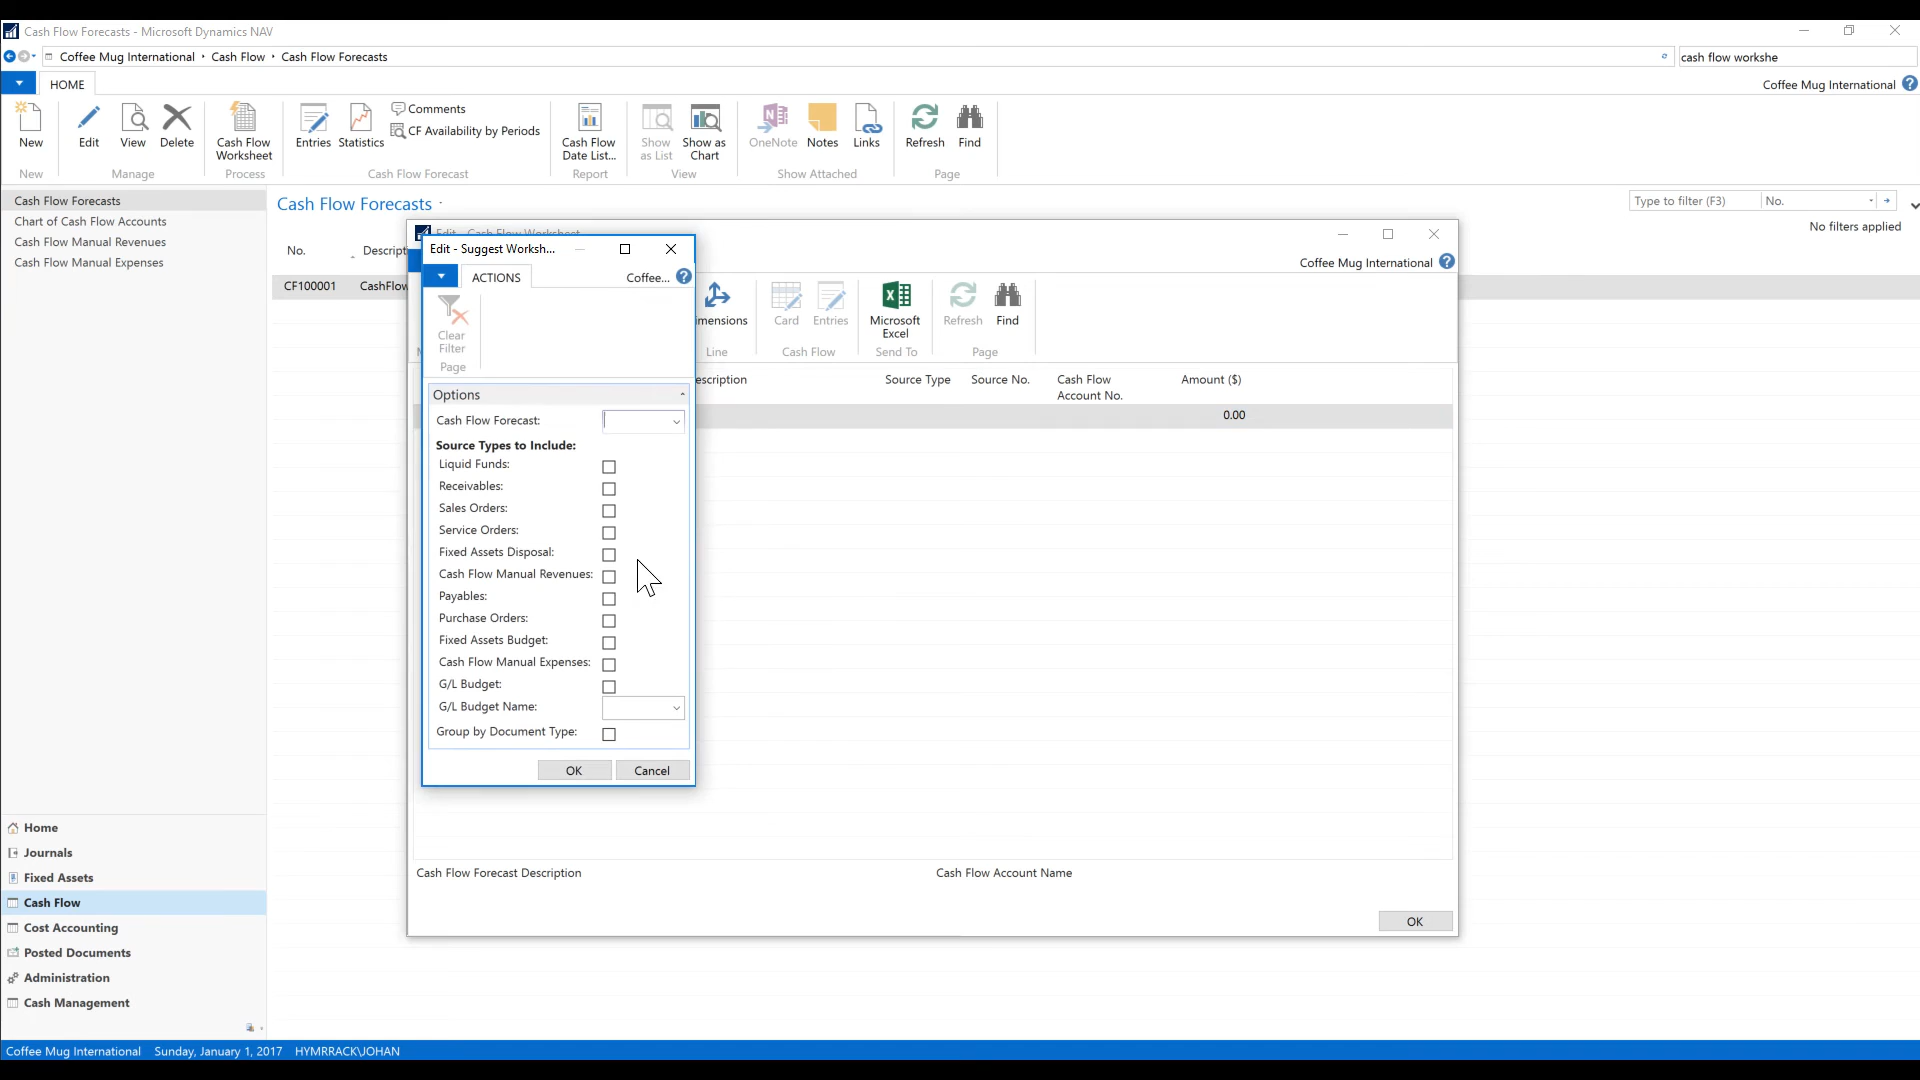 Cash Flow Forecasts - Microsoft Dynamics NAV
Coffee Mug International
Cash Flow
Cash Flow Forecasts
cash flow workshe
HOME
Coffee Mug International
New
Edit
View
Delete
Cash Flow
Worksheet
Entries
Statistics
Comments
CF Availability by Periods
Cash Flow
Date List...
Show
as List
Show as
Chart
OneNote
Notes
Links
Refresh
Find
New
Manage
Process
Cash Flow Forecast
Report
View
Show Attached
Page
Cash Flow Forecasts
Chart of Cash Flow Accounts
Cash Flow Manual Revenues
Cash Flow Manual Expenses
Cash Flow Forecasts
Type to filter (F3)
No.
No filters applied
No.
Descript
CF100001
CashFlow
Edit - Cash Flow Worksheet
Coffee Mug International
imensions
Card
Entries
Microsoft
Excel
Refresh
Find
Line
Cash Flow
Send To
Page
escription
Source Type
Source No.
Cash Flow
Account No.
Amount ($)
0.00
Edit - Suggest Worksh...
ACTIONS
Coffee...
Clear
Filter
Page
Options
Cash Flow Forecast:
Source Types to Include:
Liquid Funds:
Receivables:
Sales Orders:
Service Orders:
Fixed Assets Disposal:
Cash Flow Manual Revenues:
Payables:
Purchase Orders:
Fixed Assets Budget:
Cash Flow Manual Expenses:
G/L Budget:
G/L Budget Name:
Group by Document Type:
OK
Cancel
Cash Flow Forecast Description
Cash Flow Account Name
OK
Home
Journals
Fixed Assets
Cash Flow
Cost Accounting
Posted Documents
Administration
Cash Management
Coffee Mug International
Sunday, January 1, 2017
HYMRRACK\JOHAN